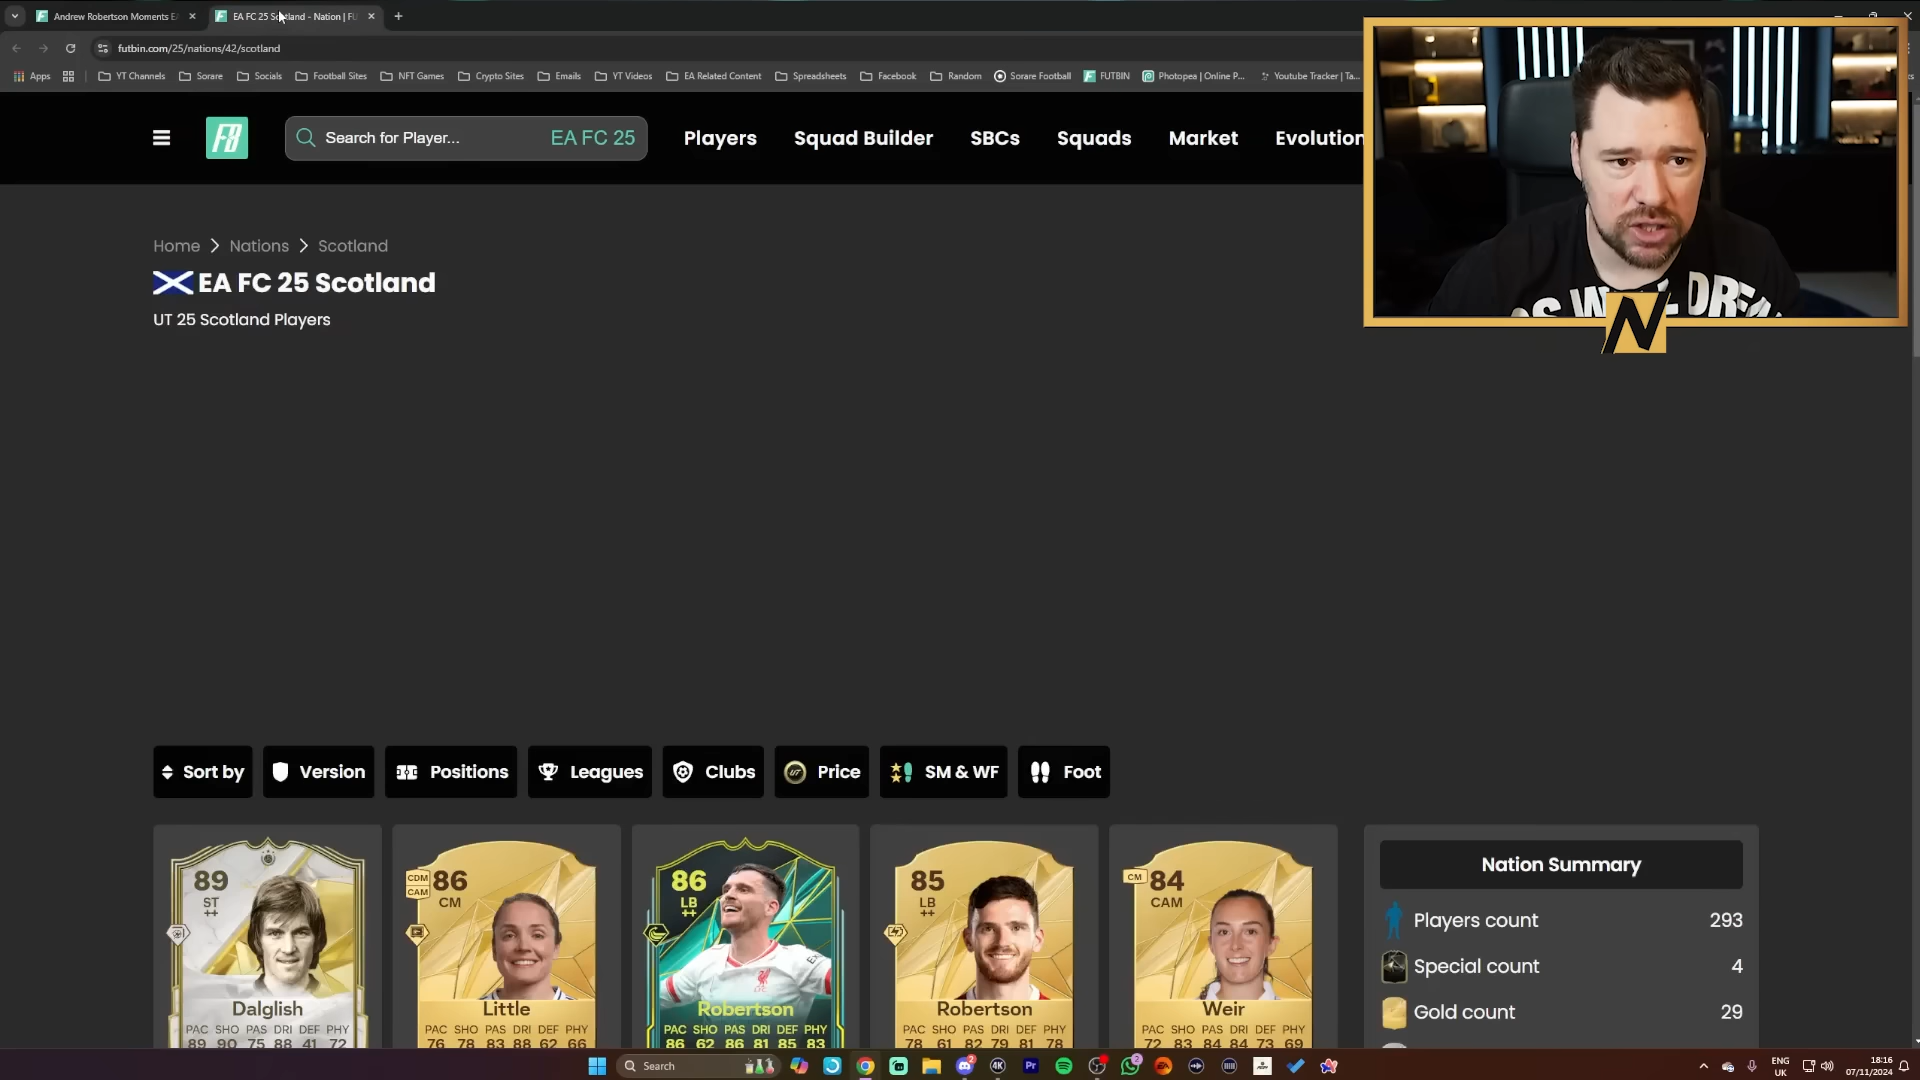 Andrew Robertson Moments EA
EA FC 25 Scotland - Nation | FU
futbin.com/25/nations/42/scotland
Apps YT Channels Sorare Socials Football Sites NFT Games Crypto Sites Emails YT Videos EA Related Content Spreadsheets Facebook Random Sorare Football FUTBIN Photopea | Online P... Youtube Tracker | Ta...
Search for Player... EA FC 25 Players Squad Builder SBCs Squads Market Evolution
Home > Nations > Scotland
EA FC 25 Scotland
UT 25 Scotland Players
N
Sort by Version Positions Leagues Clubs Price SM & WF Foot
89
ST
++
Dalglish
PAC SHO PAS DRI DEF PHY
89 90 75 88 41 72
CDM
CAM
86
CM
Little
PAC SHO PAS DRI DEF PHY
76 78 83 88 62 66
86
LB
++
Robertson
PAC SHO PAS DRI DEF PHY
86 62 86 81 85 83
85
LB
++
Robertson
PAC SHO PAS DRI DEF PHY
78 61 82 79 81 78
CM
84
CAM
Weir
PAC SHO PAS DRI DEF PHY
72 83 84 84 73 69
Nation Summary
Players count 293
Special count 4
Gold count 29
Search
ENG
UK
18:16
07/11/2024